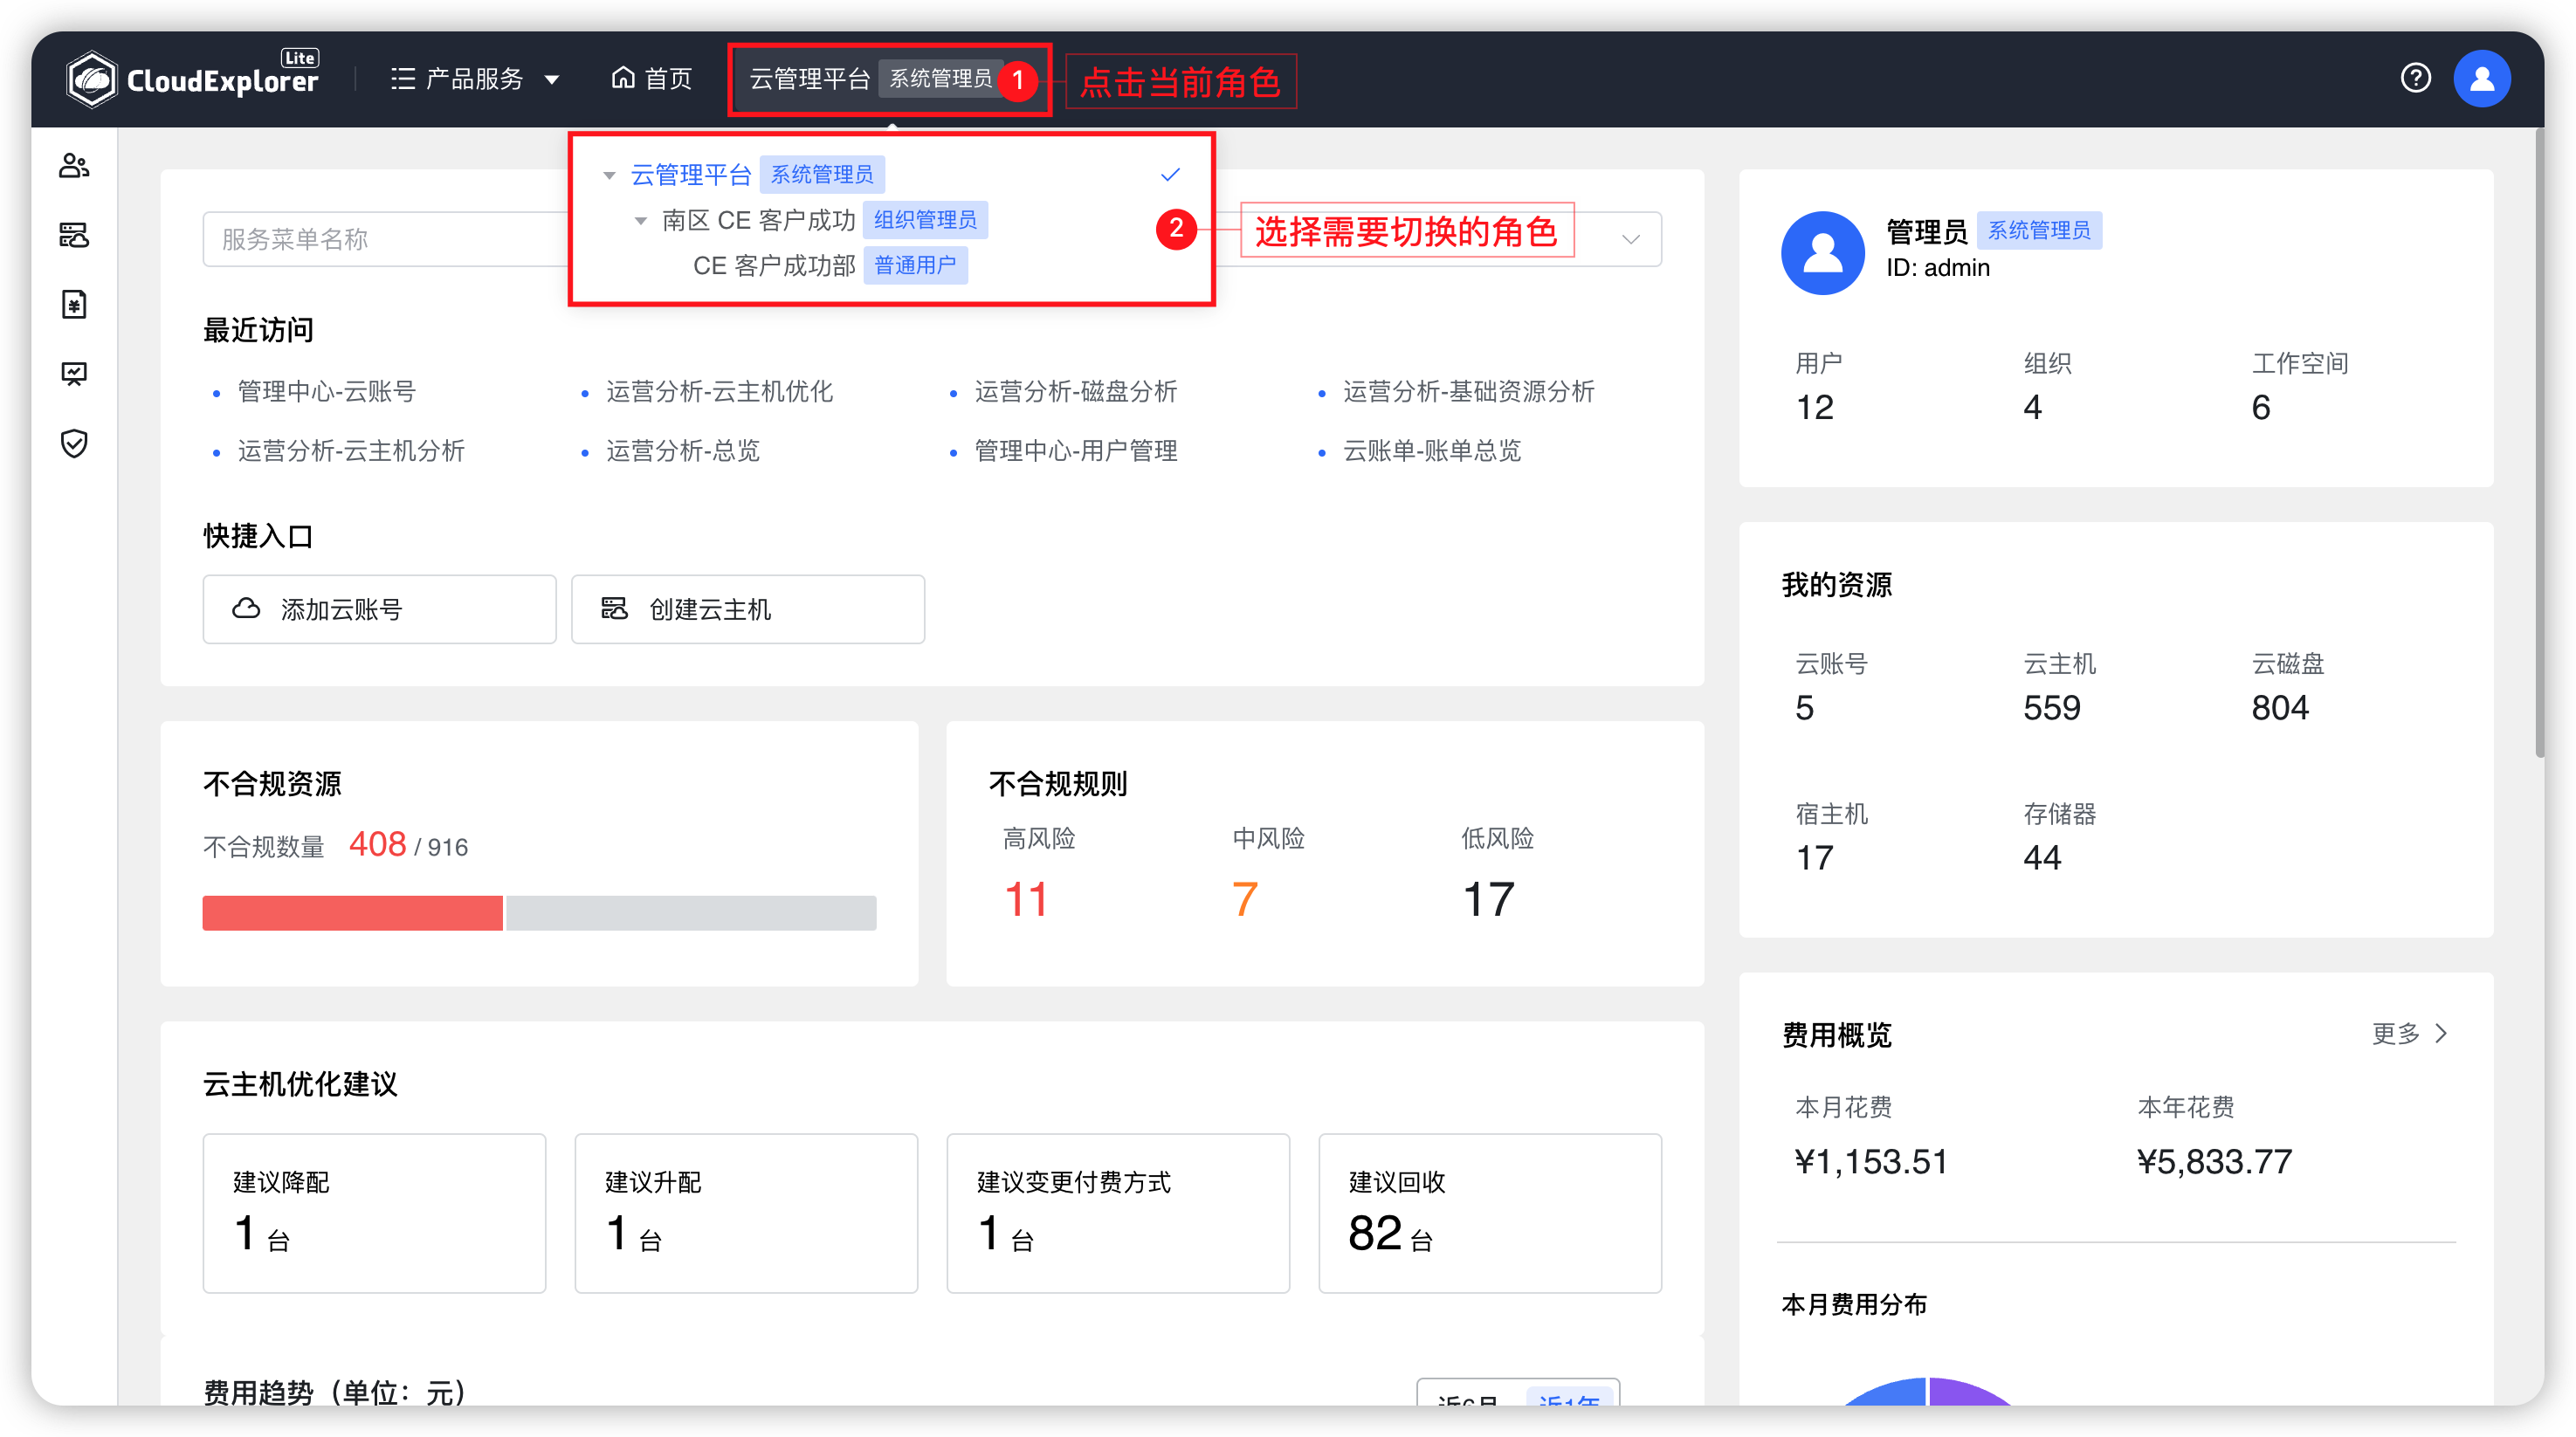 CloudExplorer Lite
产品服务
首页
云管理平台 系统管理员 1 点击当前角色
云管理平台 系统管理员
南区 CE 客户成功 组织管理员
CE 客户成功部 普通用户
2 选择需要切换的角色
服务菜单名称
最近访问
管理中心-云账号
运营分析-云主机优化
运营分析-磁盘分析
运营分析-基础资源分析
运营分析-云主机分析
运营分析-总览
管理中心-用户管理
云账单-账单总览
快捷入口
添加云账号
创建云主机
不合规资源
不合规数量 408 / 916
不合规规则
高风险 中风险 低风险
11 7 17
云主机优化建议
建议降配
1 台
建议升配
1 台
建议变更付费方式
1 台
建议回收
82 台
费用趋势（单位：元）
近6月 近1年
管理员 系统管理员
ID: admin
用户 组织 工作空间
12 4 6
我的资源
云账号 云主机 云磁盘
5 559 804
宿主机 存储器
17 44
费用概览 更多
本月花费 本年花费
¥1,153.51 ¥5,833.77
本月费用分布